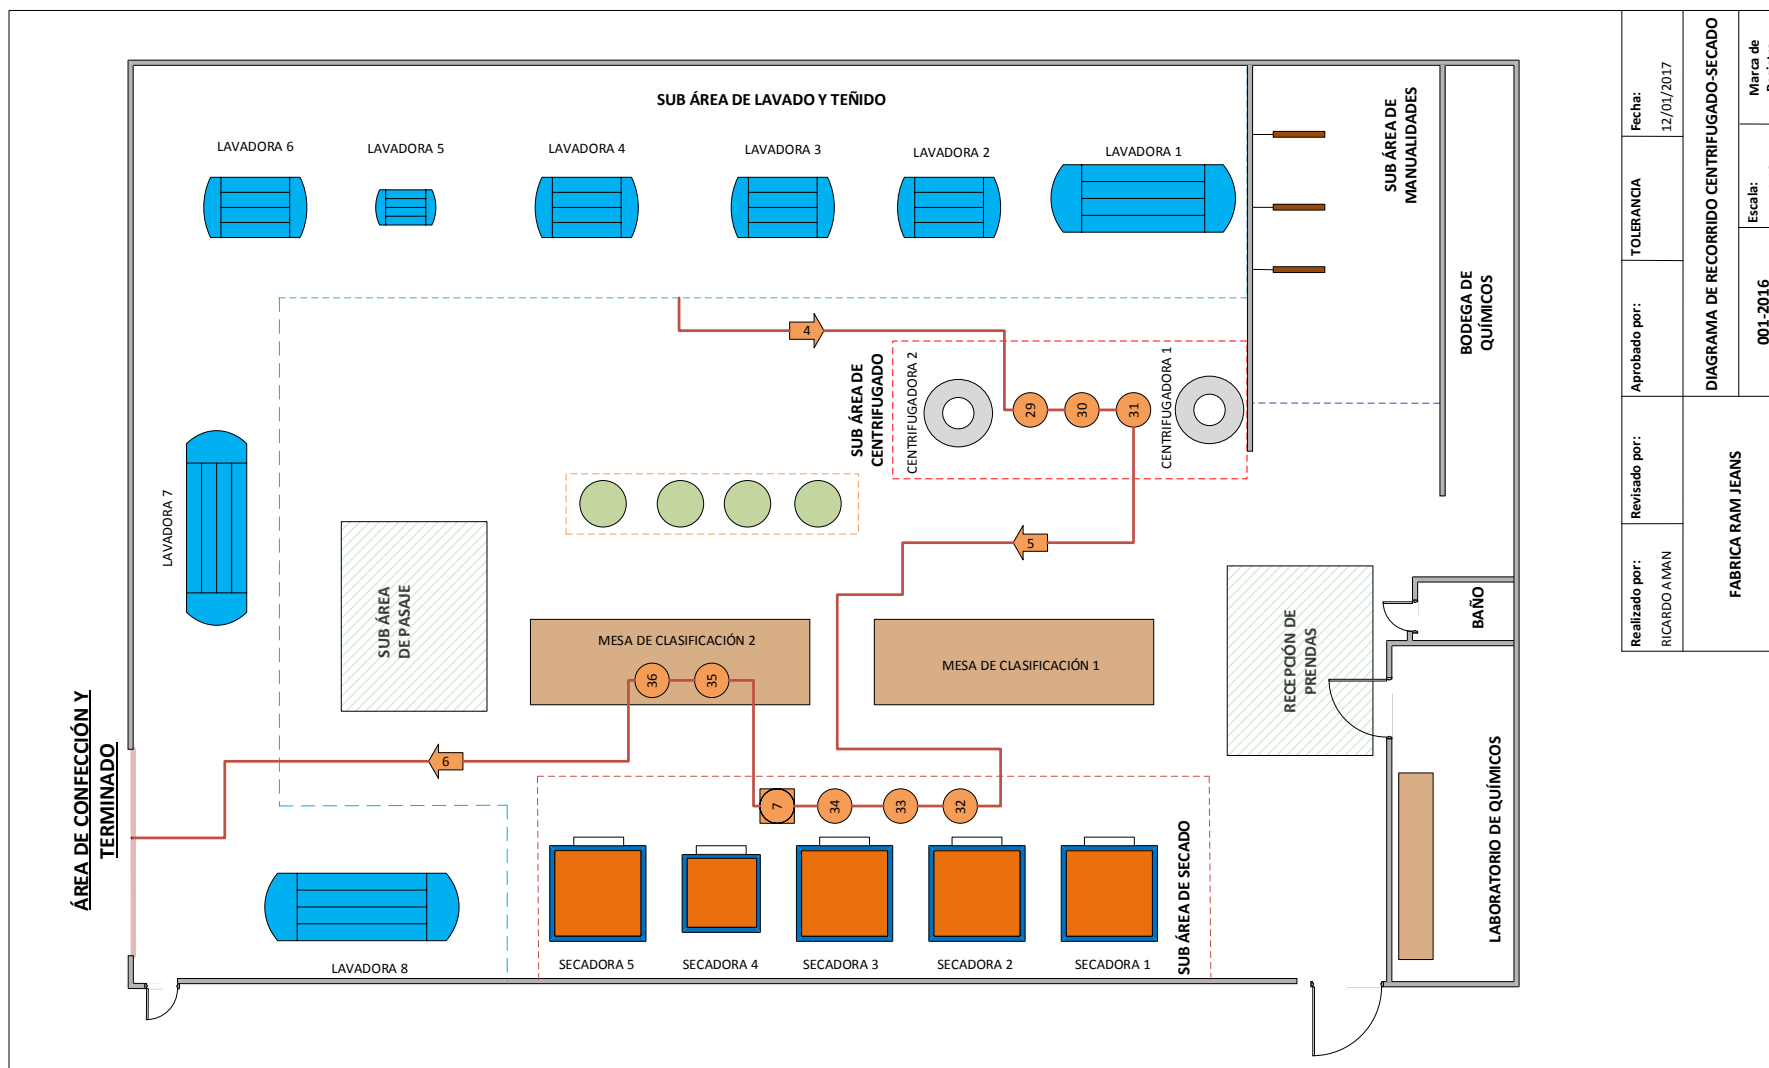 SUB ÁREA DE LAVADO Y TEÑIDO
LAVADORA 6
LAVADORA 5
LAVADORA 4
LAVADORA 3
LAVADORA 2
LAVADORA 1
SUB ÁREA DE
MANUALIDADES
BODEGA DE
QUÍMICOS
4
SUB ÁREA DE
CENTRIFUGADO
CENTRIFUGADORA 2
29
30
31
CENTRIFUGADORA 1
LAVADORA 7
5
SUB ÁREA
DE PASAJE
MESA DE CLASIFICACIÓN 2
36
35
MESA DE CLASIFICACIÓN 1
RECEPCIÓN DE
PRENDAS
BAÑO
ÁREA DE CONFECCIÓN Y
TERMINADO
6
7
34
33
32
SUB ÁREA DE SECADO
LABORATORIO DE QUÍMICOS
LAVADORA 8
SECADORA 5
SECADORA 4
SECADORA 3
SECADORA 2
SECADORA 1
Realizado por:
RICARDO AMAN
Revisado por:
Aprobado por:
TOLERANCIA
Fecha:
12/01/2017
FABRICA RAM JEANS
DIAGRAMA DE RECORRIDO CENTRIFUGADO-SECADO
001-2016
Escala:
Marca de